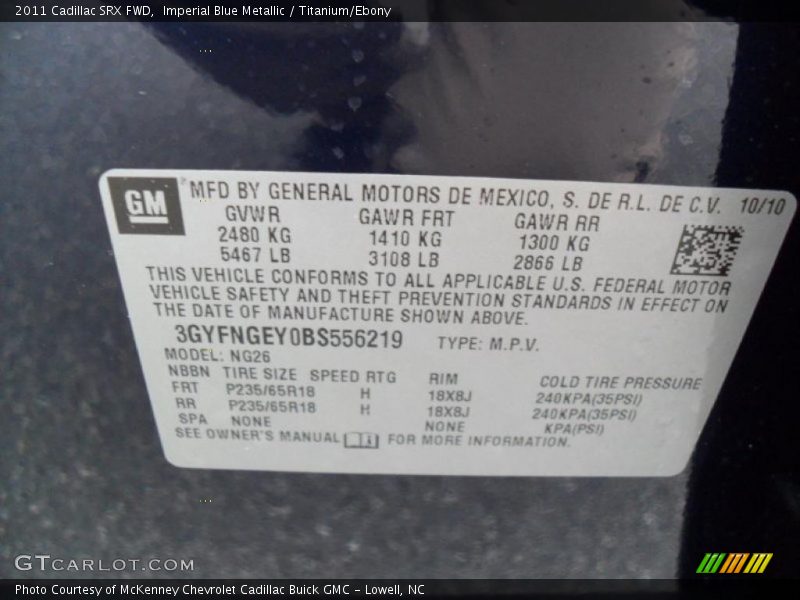 2011 Cadillac SRX FWD, Imperial Blue Metallic / Titanium/Ebony
GM
MFD BY GENERAL MOTORS DE MEXICO, S. DE R.L. DE C.V. 10/10
GVWR GAWR FRT GAWR RR
2480 KG 1410 KG 1300 KG
5467 LB 3108 LB 2866 LB
THIS VEHICLE CONFORMS TO ALL APPLICABLE U.S. FEDERAL MOTOR
VEHICLE SAFETY AND THEFT PREVENTION STANDARDS IN EFFECT ON
THE DATE OF MANUFACTURE SHOWN ABOVE.
3GYFNGEY0BS556219 TYPE: M.P.V.
MODEL: NG26
NBBN TIRE SIZE SPEED RTG RIM COLD TIRE PRESSURE
FRT P235/65R18 H 18X8J 240KPA(35PSI)
RR P235/65R18 H 18X8J 240KPA(35PSI)
SPA NONE NONE KPA(PSI)
SEE OWNER'S MANUAL FOR MORE INFORMATION.
GTCARLOT.COM
Photo Courtesy of McKenney Chevrolet Cadillac Buick GMC – Lowell, NC